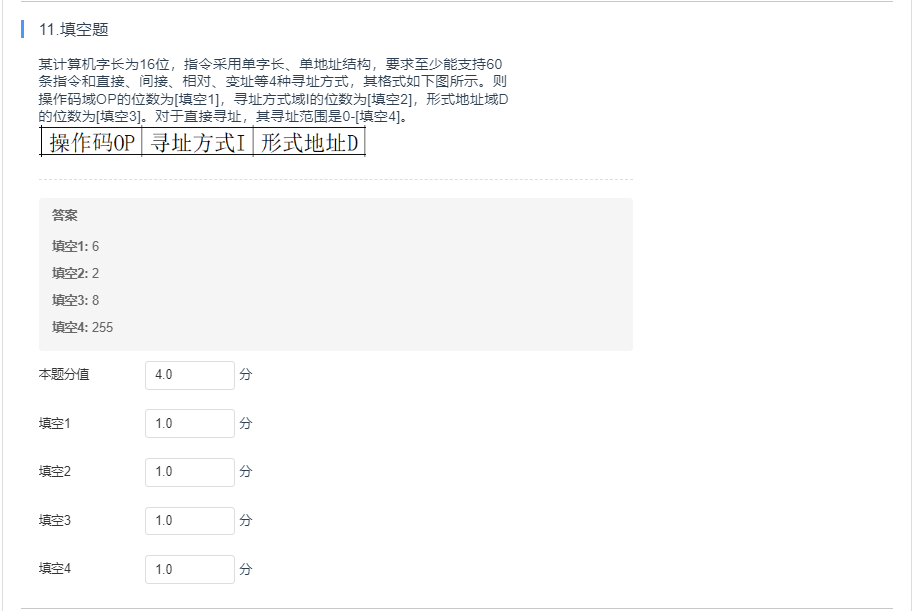 11.填空题
某计算机字长为16位，指令采用单字长、单地址结构，要求至少能支持60
条指令和直接、间接、相对、变址等4种寻址方式，其格式如下图所示。则
操作码域OP的位数为[填空1]，寻址方式域I的位数为[填空2]，形式地址域D
的位数为[填空3]。对于直接寻址，其寻址范围是0-[填空4]。
操作码OP 寻址方式I 形式地址D
答案
填空1: 6
填空2: 2
填空3: 8
填空4: 255
本题分值 4.0 分
填空1 1.0 分
填空2 1.0 分
填空3 1.0 分
填空4 1.0 分